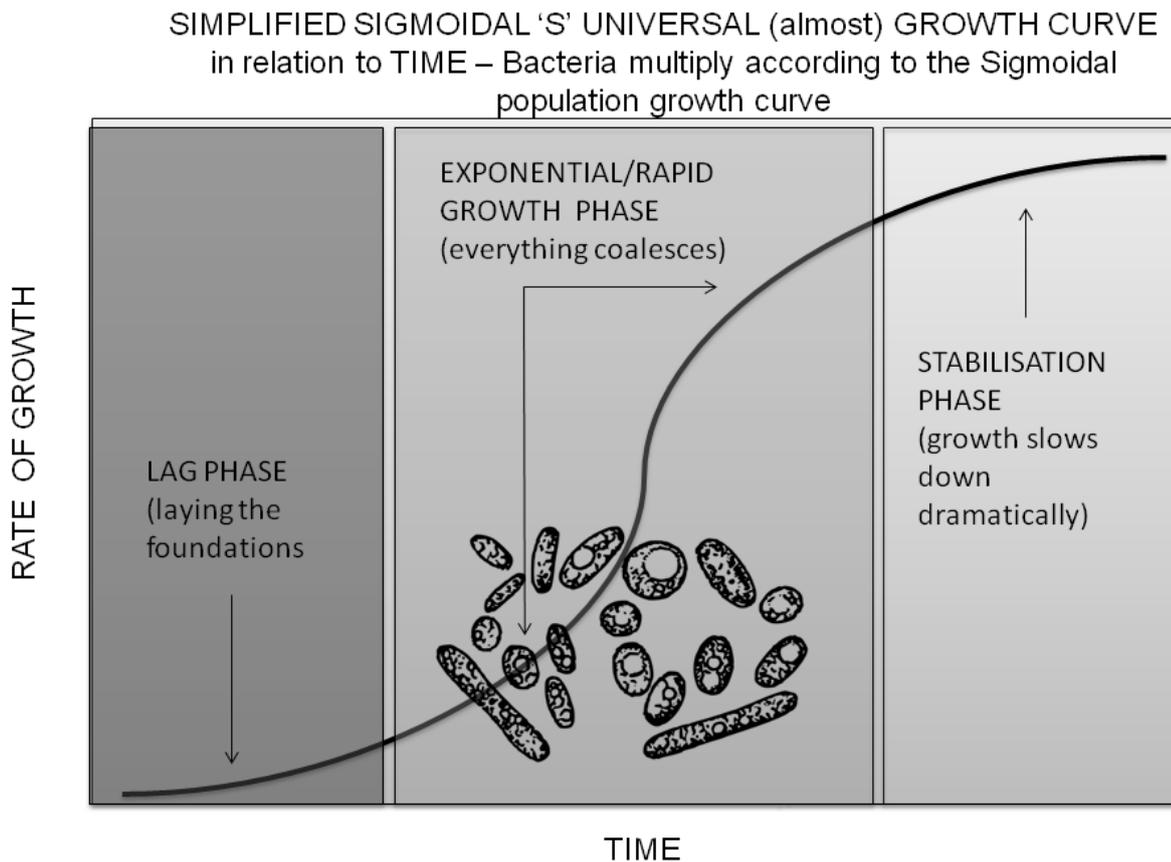 SIMPLIFIED SIGMOIDAL ‘S’ UNIVERSAL (almost) GROWTH CURVE
in relation to TIME – Bacteria multiply according to the Sigmoidal
population growth curve
EXPONENTIAL/RAPID
GROWTH PHASE
(everything coalesces)
STABILISATION
PHASE
(growth slows
down
dramatically)
LAG PHASE
(laying the
foundations
RATE OF GROWTH
TIME